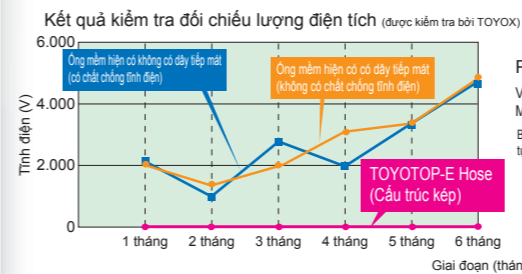 Kết quả kiểm tra đối chiếu lượng điện tích (được kiểm tra bởi TOYOX)
6.000
4.000
2.000
0
Tĩnh điện (V)
Ống mềm hiện có không có dây tiếp mát
(có chất chống tĩnh điện)
Ống mềm hiện có có dây tiếp mát
(không có chất chống tĩnh điện)
TOYOTOP-E Hose
(Cấu trúc kép)
1 tháng 2 tháng 3 tháng 4 tháng 5 tháng 6 tháng
Giai đoạn (thán